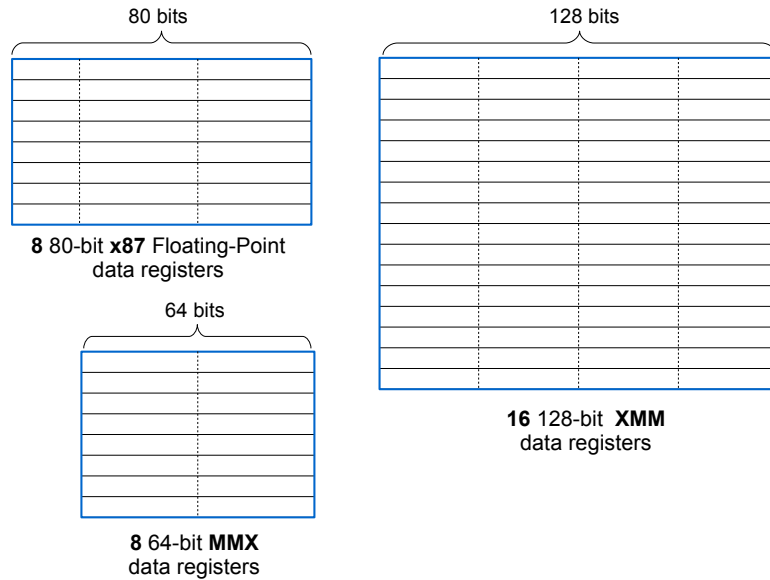 80 bits
8 80-bit x87 Floating-Point
data registers
64 bits
8 64-bit MMX
data registers
128 bits
16 128-bit XMM
data registers